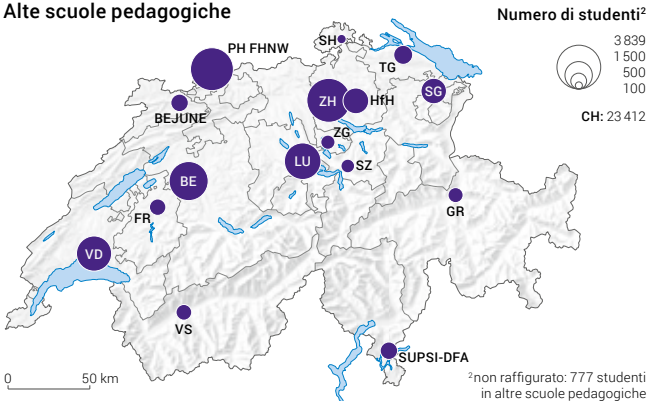 Alte scuole pedagogiche
Numero di studenti²
3 839
1 500
500
100
CH: 23 412
PH FHNW
SH
TG
BEJUNE
ZH
HfH
SG
ZG
LU
SZ
BE
FR
GR
VD
VS
SUPSI-DFA
0 50 km
²non raffigurato: 777 studenti
in altre scuole pedagogiche